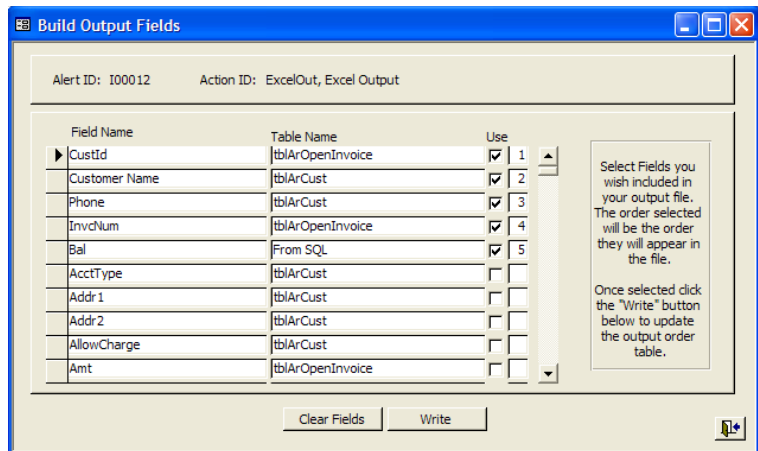 Build Output Fields
Alert ID: I00012 Action ID: ExcelOut, Excel Output
Field Name Table Name Use
CustId tblArOpenInvoice 1
Customer Name tblArCust 2
Phone tblArCust 3
InvcNum tblArOpenInvoice 4
Bal From SQL 5
AcctType tblArCust
Addr1 tblArCust
Addr2 tblArCust
AllowCharge tblArCust
Amt tblArOpenInvoice
Select Fields you
wish included in
your output file.
The order selected
will be the order
they will appear in
the file.
Once selected click
the "Write" button
below to update
the output order
table.
Clear Fields Write